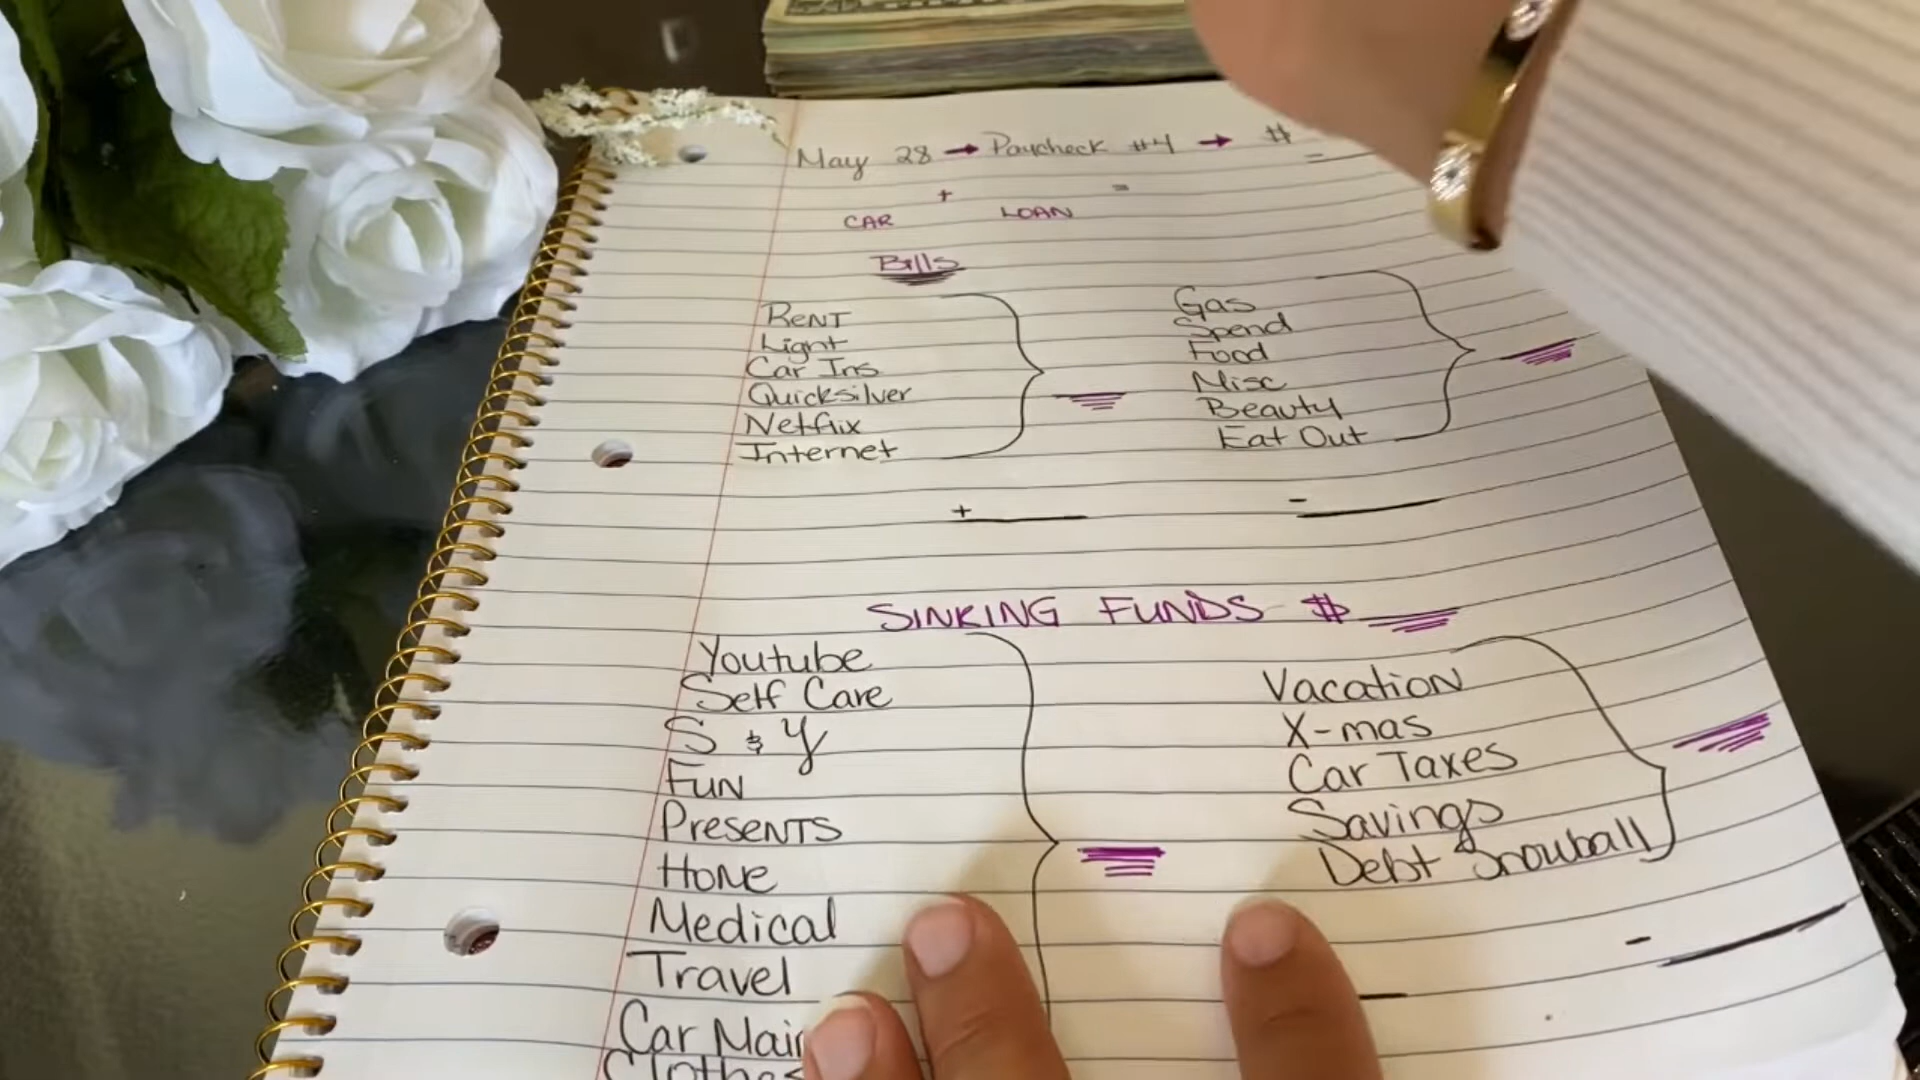 May 28 → Paycheck #4 → $
+ =
CAR LOAN
Bills
Rent
Light
Car Ins
Quicksilver
Netflix
Internet
Gas
Spend
Food
Misc
Beauty
Eat Out
+ -
SINKING FUNDS $
Youtube
Self Care
S & Y
Fun
Presents
Home
Medical
Travel
Car
Clothes
Vacation
X-mas
Car Taxes
Savings
Debt Snowball
-